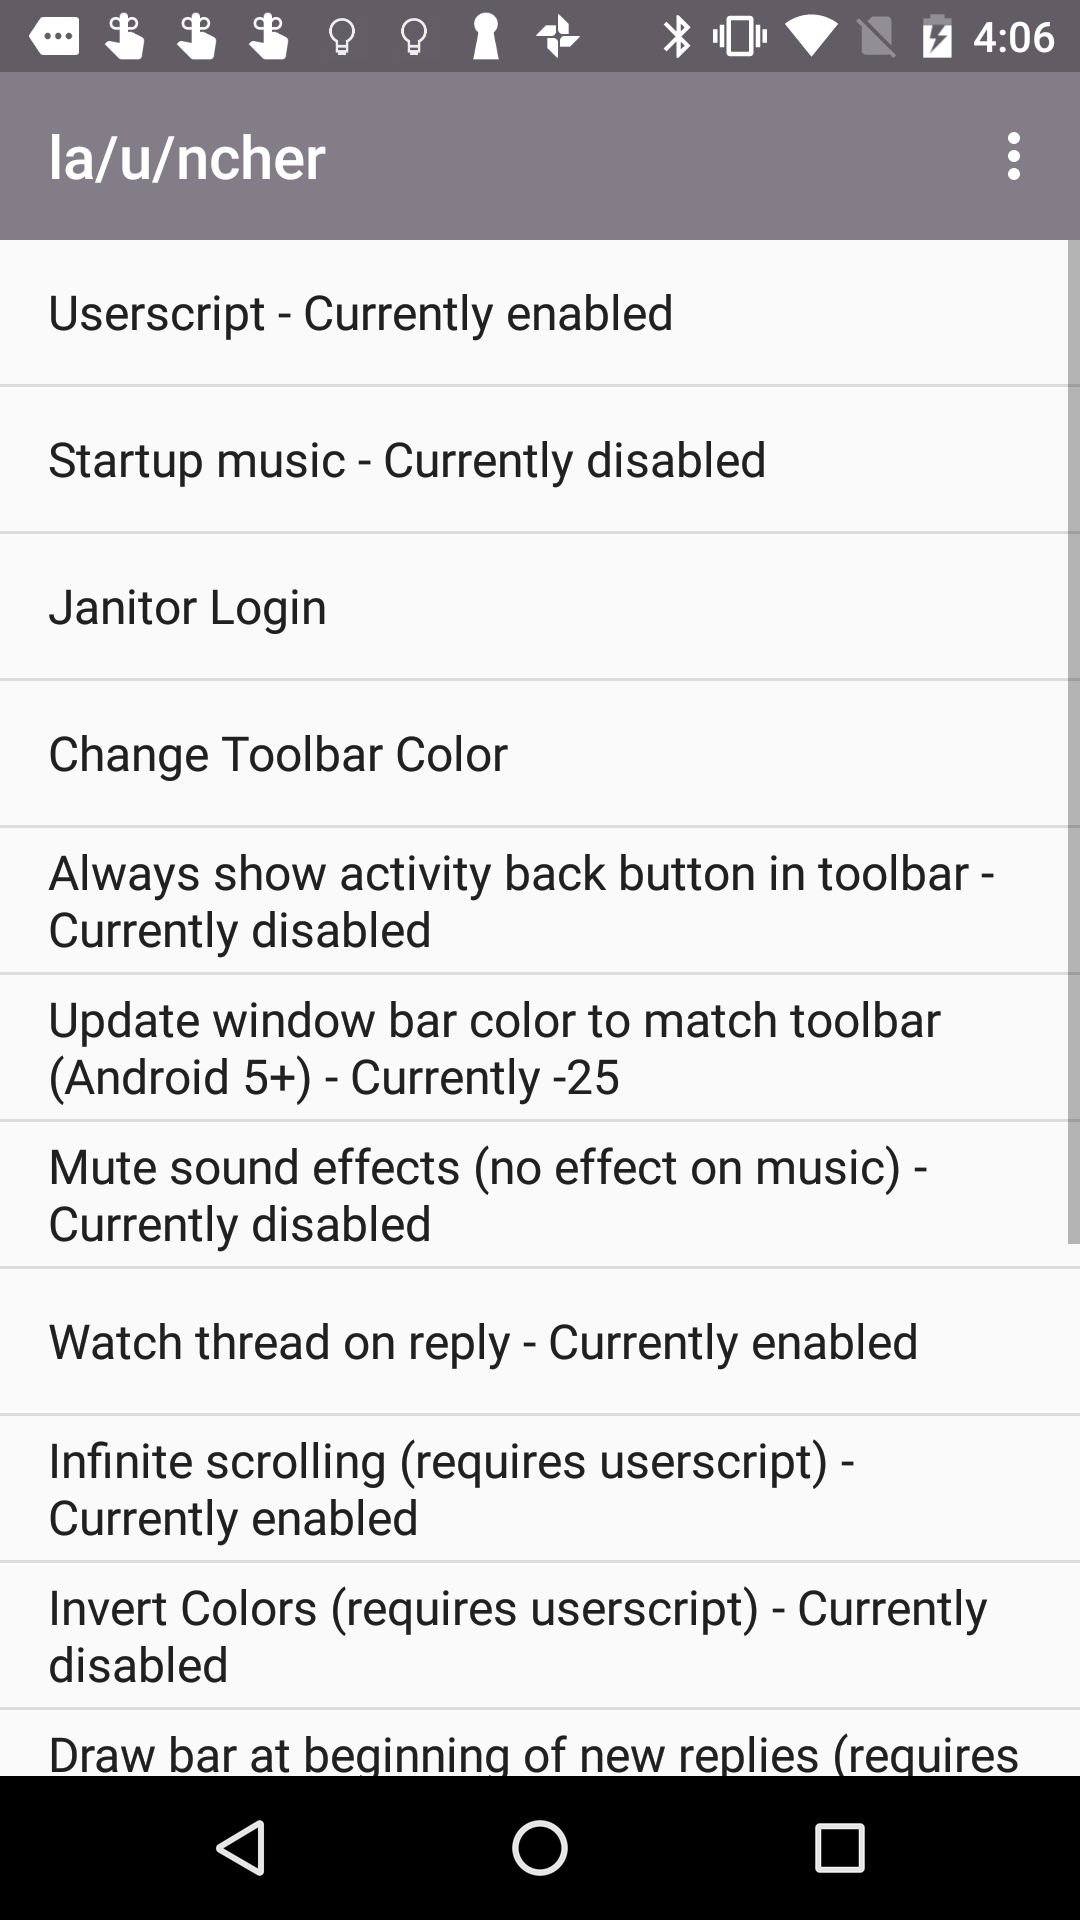 4:06
la/u/ncher
Userscript - Currently enabled
Startup music - Currently disabled
Janitor Login
Change Toolbar Color
Always show activity back button in toolbar -
Currently disabled
Update window bar color to match toolbar
(Android 5+) - Currently -25
Mute sound effects (no effect on music) -
Currently disabled
Watch thread on reply - Currently enabled
Infinite scrolling (requires userscript) -
Currently enabled
Invert Colors (requires userscript) - Currently
disabled
Draw bar at beginning of new replies (requires